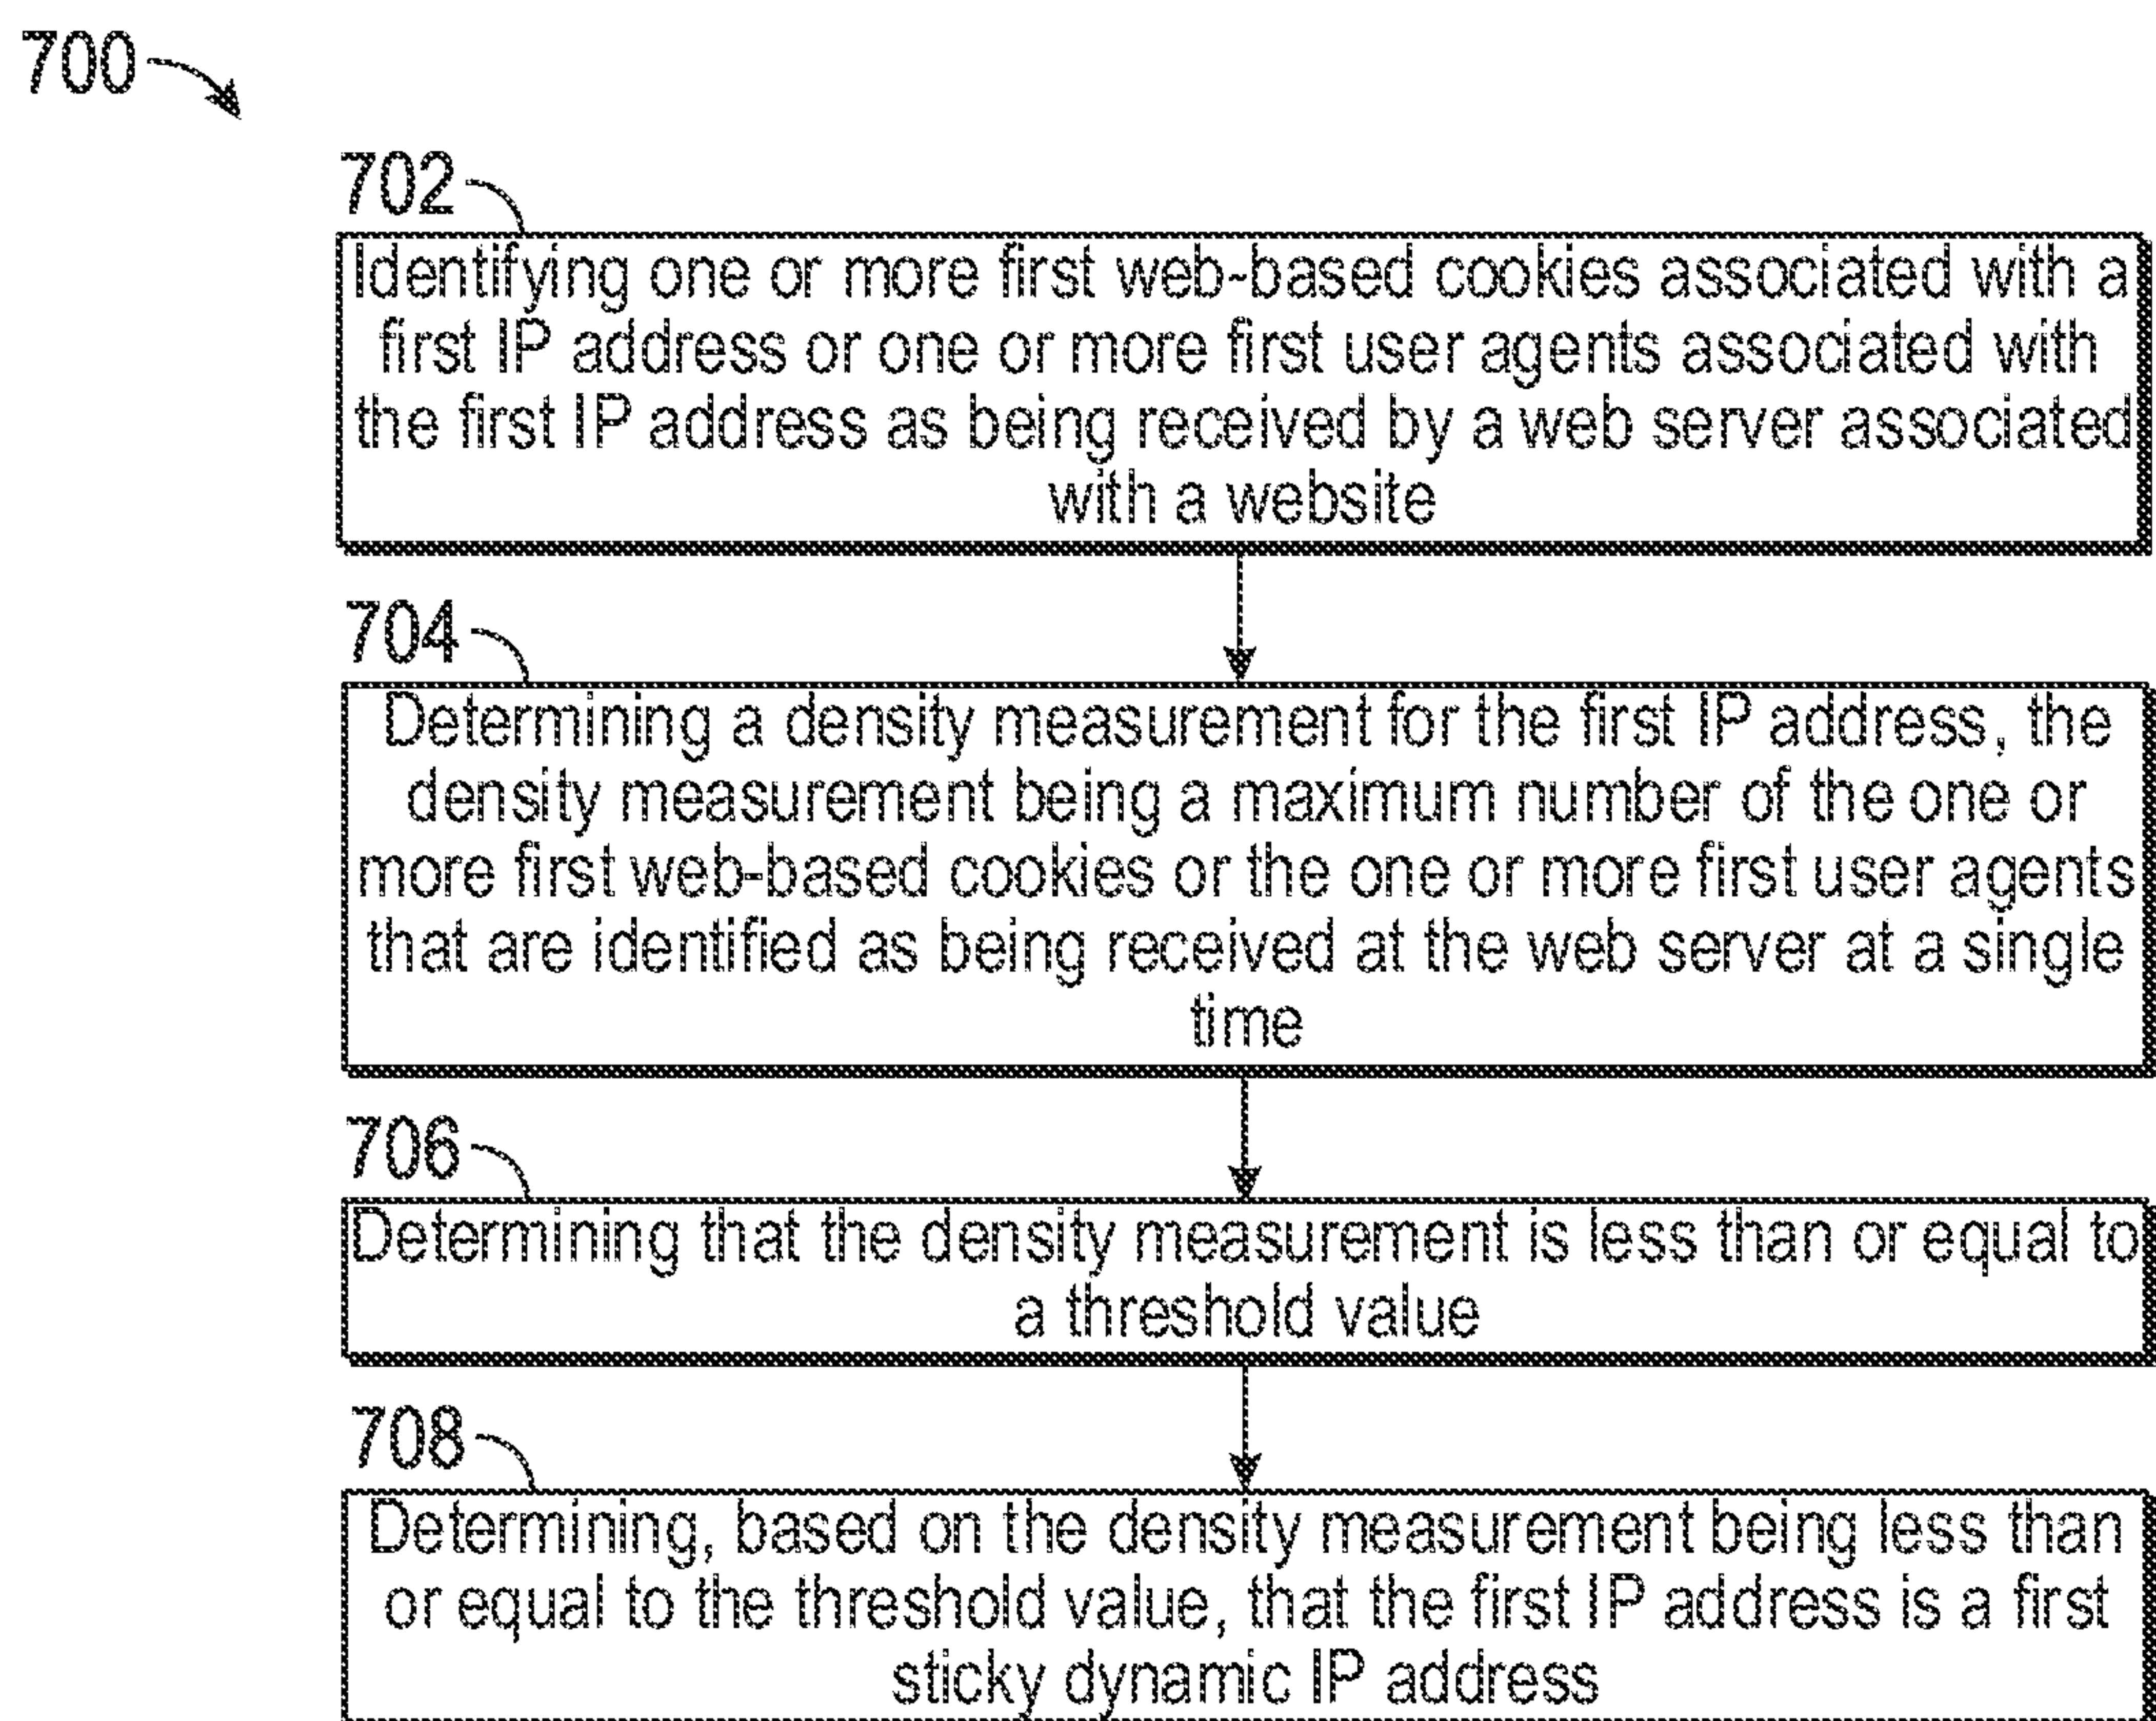 700
702
Identifying one or more first web-based cookies associated with a
first IP address or one or more first user agents associated with
the first IP address as being received by a web server associated
with a website
704
Determining a density measurement for the first IP address, the
density measurement being a maximum number of the one or
more first web-based cookies or the one or more first user agents
that are identified as being received at the web server at a single
time
706
Determining that the density measurement is less than or equal to
a threshold value
708
Determining, based on the density measurement being less than
or equal to the threshold value, that the first IP address is a first
sticky dynamic IP address